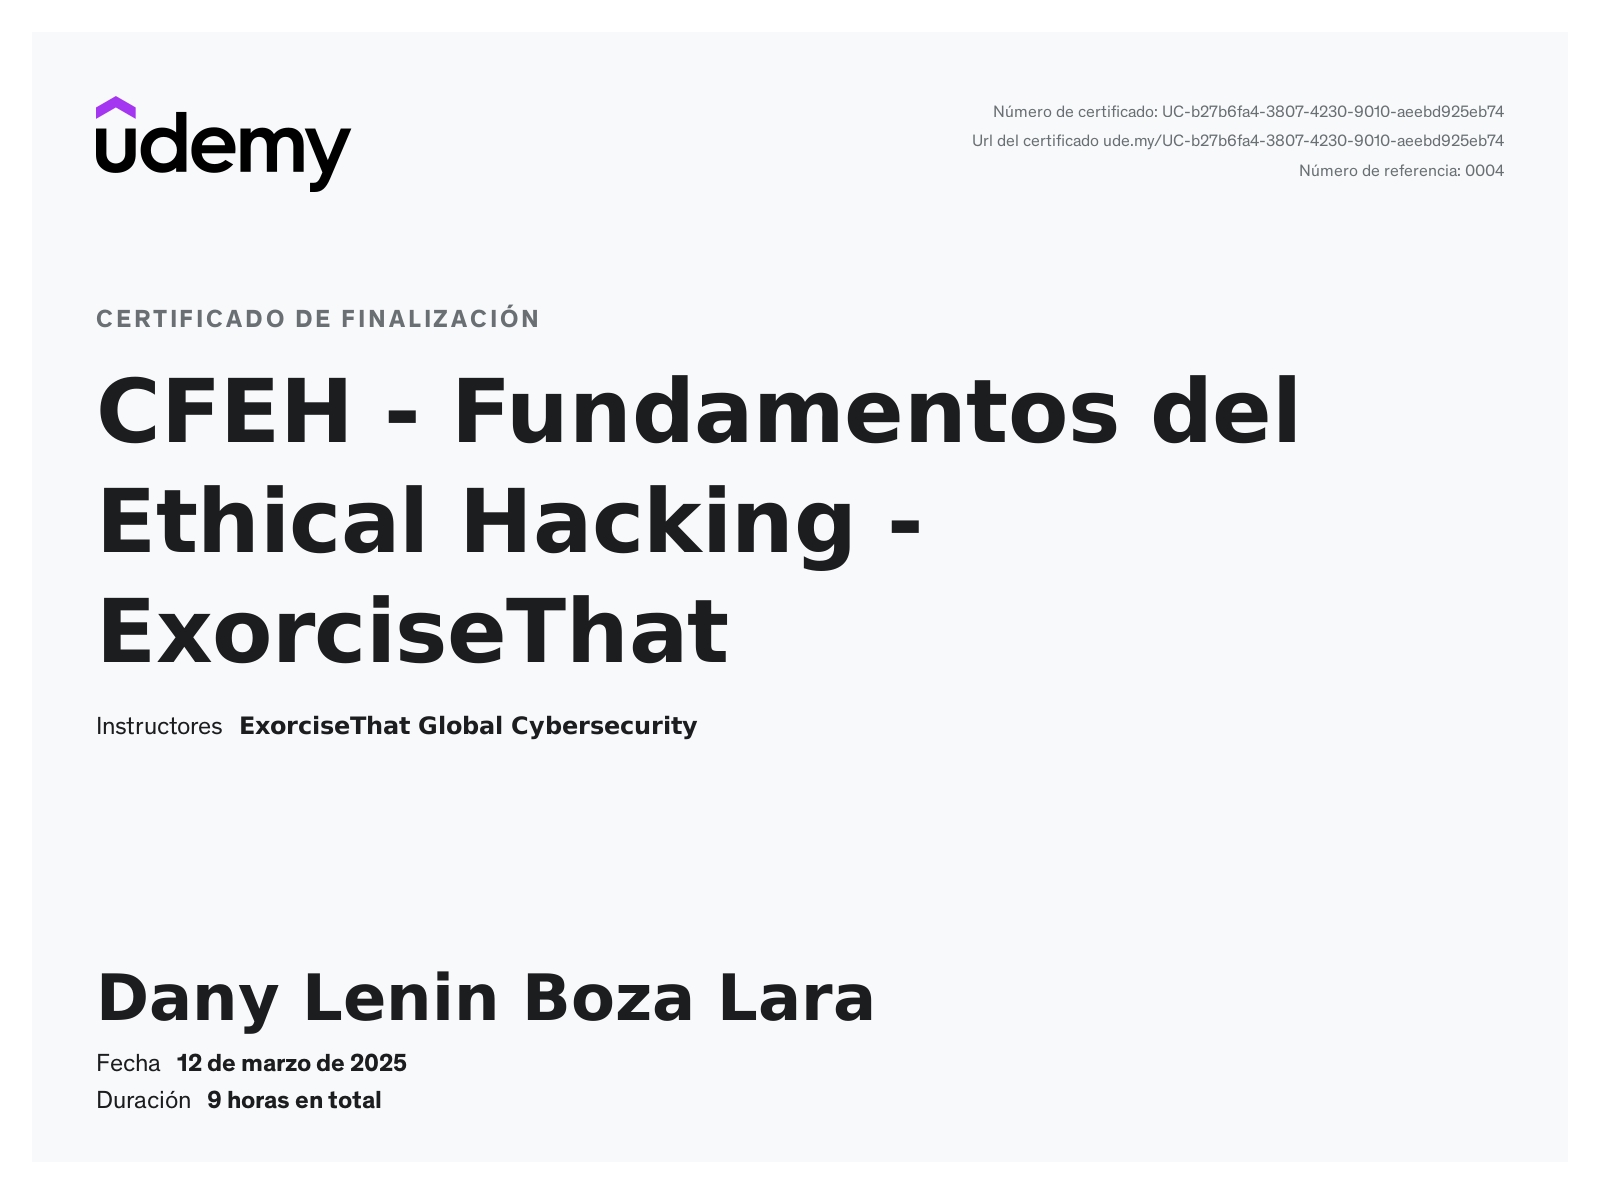 udemy
Número de certificado: UC-b27b6fa4-3807-4230-9010-aeebd925eb74
Url del certificado ude.my/UC-b27b6fa4-3807-4230-9010-aeebd925eb74
Número de referencia: 0004
CERTIFICADO DE FINALIZACIÓN
CFEH - Fundamentos del
Ethical Hacking -
ExorciseThat
Instructores ExorciseThat Global Cybersecurity
Dany Lenin Boza Lara
Fecha 12 de marzo de 2025
Duración 9 horas en total